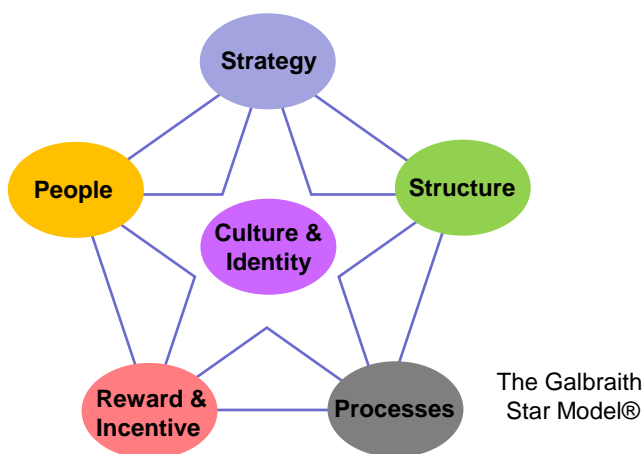 Strategy
People
Structure
Culture &
Identity
Reward &
Incentive
Processes
The Galbraith
Star Model®